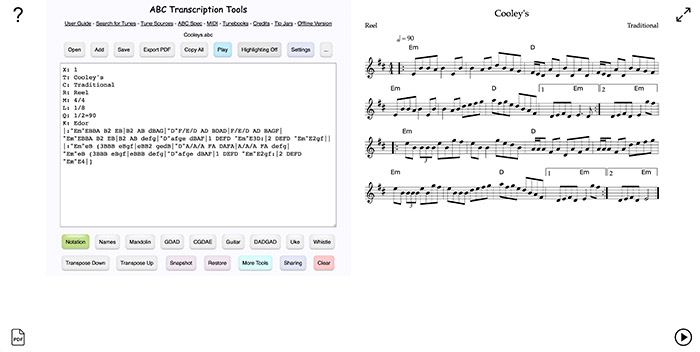 ?
ABC Transcription Tools
User Guide - Search for Tunes - Tune Sources - ABC Spec - MIDI - Tunebooks - Credits - Tip Jars - Offline Version
Cooleys abc
Open Add Save Export PDF Copy All Play Highlighting Off Settings ...
X: 1
T: Cooley's
C: Traditional
R: Reel
M: 4/4
L: 1/8
Q: 1/2=90
K: Edor
|:"Em"EBBA B2 EB|B2 AB dBAG|"D"F/E/D AD BDAD|F/E/D AD BAGF|
"Em"EBBA B2 EB|B2 AB defg|"D"afge dBAF|1 DEFD "Em"E3D:|2 DEFD "Em"E2gf||
|:"Em"eB (3BBB eBgf|eBB2 gedB|"D"A/A/A FA DAFA|A/A/A FA defg|
"Em"eB (3BBB eBgf|eBBB defg|"D"afge dBAF|1 DEFD "Em"E2gf:|2 DEFD
"Em"E4|]
Notation Names Mandolin GDAD CGDAE Guitar DADGAD Uke Whistle
Transpose Down Transpose Up Snapshot Restore More Tools Sharing Clear
PDF
Cooley's
Reel Traditional
= 90
Em D
Em D 1 Em 2 Em
Em D
3
Em D 1 Em 2 Em
3